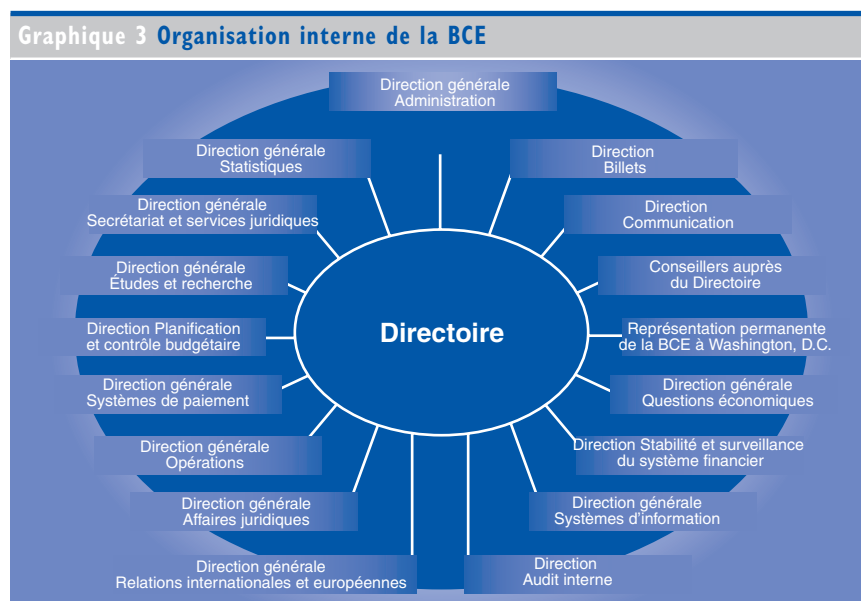 Graphique 3 Organisation interne de la BCE
Direction générale
Administration
Direction générale
Statistiques
Direction
Billets
Direction générale
Secrétariat et services juridiques
Direction
Communication
Direction générale
Études et recherche
Conseillers auprès
du Directoire
Direction Planification
et contrôle budgétaire
Directoire
Représentation permanente
de la BCE à Washington, D.C.
Direction générale
Systèmes de paiement
Direction générale
Questions économiques
Direction générale
Opérations
Direction Stabilité et surveillance
du système financier
Direction générale
Affaires juridiques
Direction générale
Systèmes d'information
Direction générale
Relations internationales et européennes
Direction
Audit interne